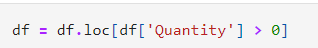 df = df.loc[df['Quantity'] > 0]